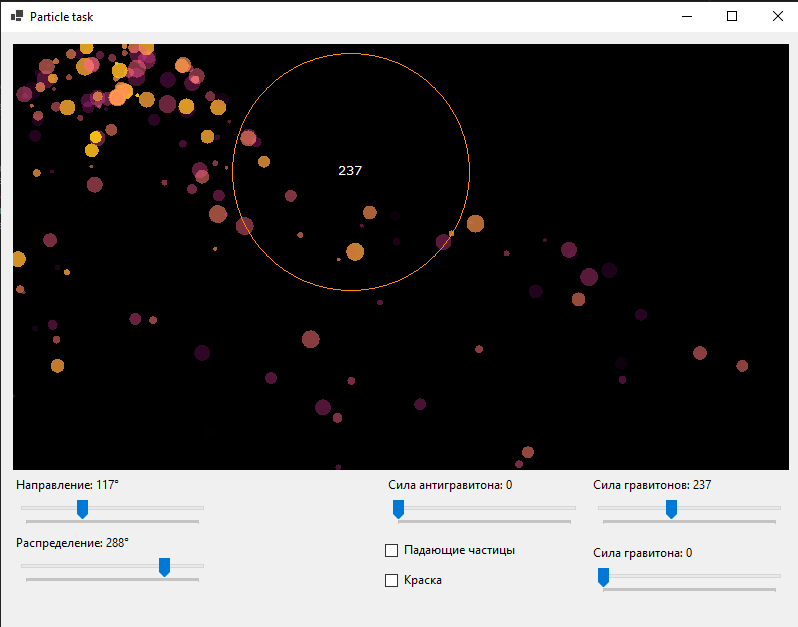 Particle task
237
Направление: 117°
Распределение: 288°
Сила антигравитона: 0
Падающие частицы
Краска
Сила гравитонов: 237
Сила гравитона: 0